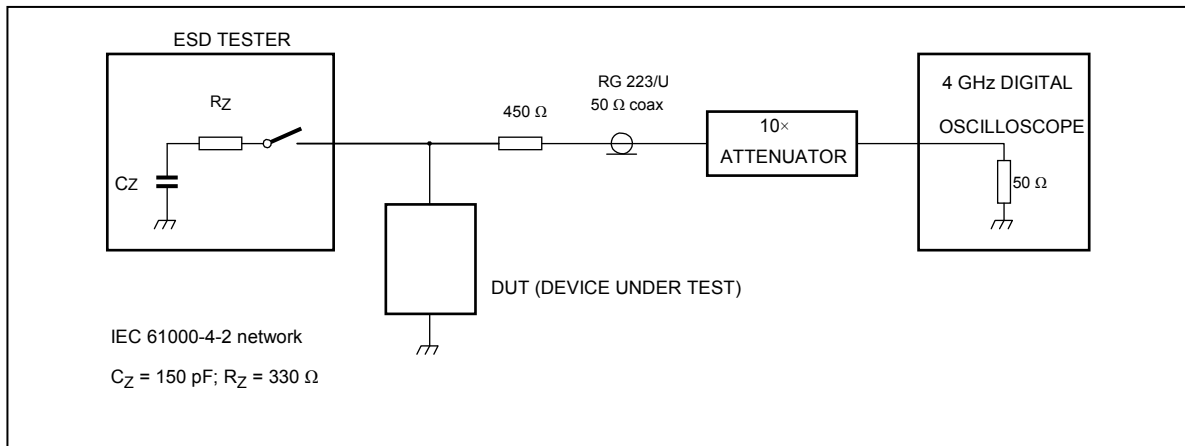 ESD TESTER
RZ
CZ
450 Ω
RG 223/U
50 Ω coax
10×
ATTENUATOR
4 GHz DIGITAL
OSCILLOSCOPE
50 Ω
DUT (DEVICE UNDER TEST)
IEC 61000-4-2 network
CZ = 150 pF; RZ = 330 Ω